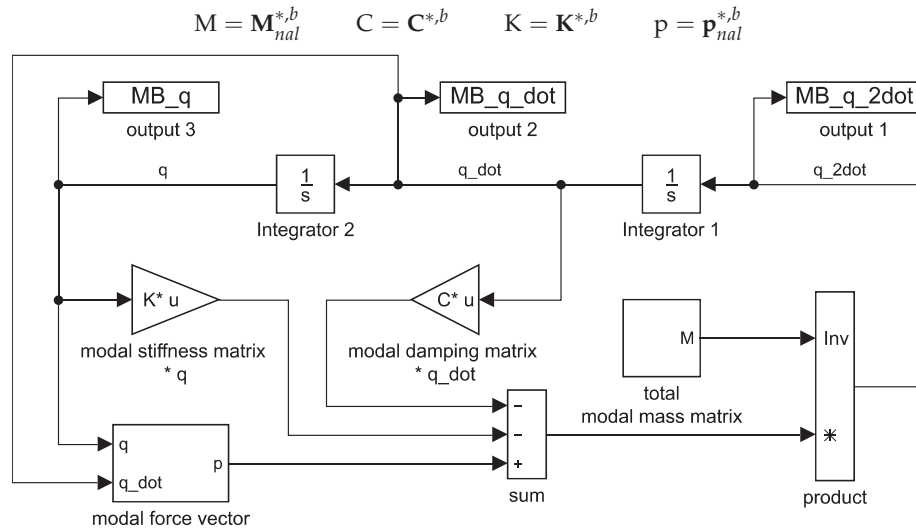 M = M*,b nal C = C*,b K = K*,b p = p*,b nal
MB_q
output 3
MB_q_dot
output 2
MB_q_2dot
output 1
q
1
s
Integrator 2
q_dot
1
s
Integrator 1
q_2dot
K* u
modal stiffness matrix
* q
C* u
modal damping matrix
* q_dot
M
total
modal mass matrix
Inv
*
product
q
q_dot
p
modal force vector
−
−
+
sum